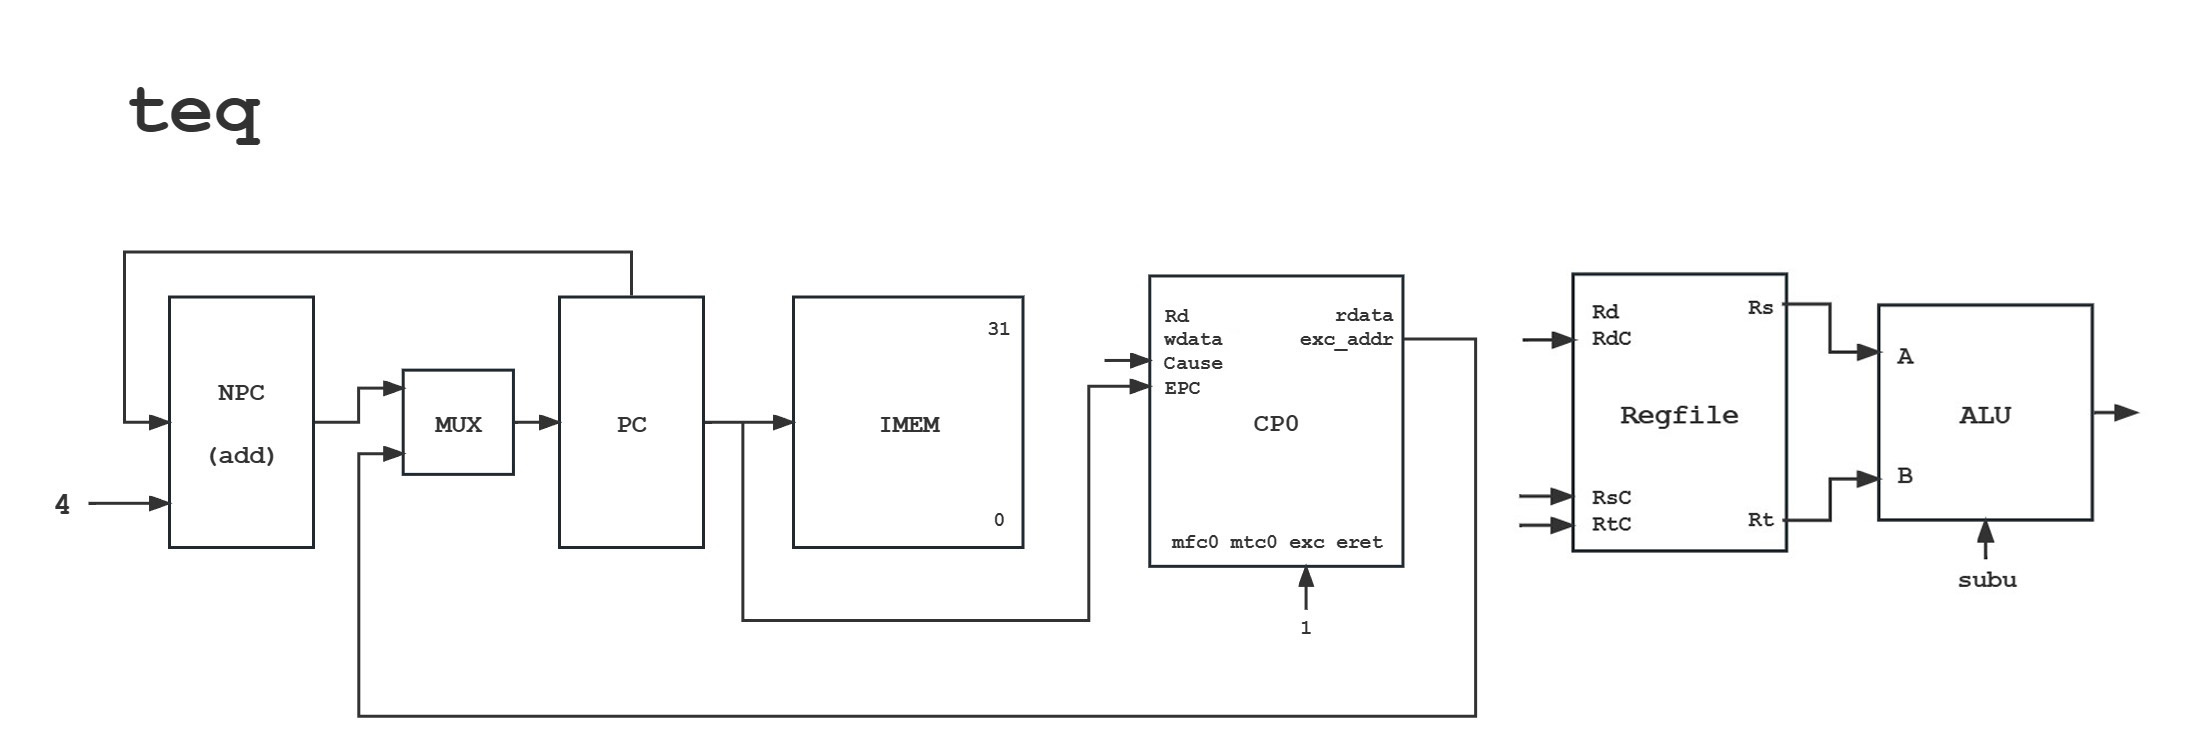 teq
NPC
(add)
4
MUX
PC
31
IMEM
0
Rd
wdata
Cause
EPC
rdata
exc_addr
CP0
mfc0 mtc0 exc eret
1
Rd
RdC
Rs
Regfile
RsC
RtC
Rt
A
ALU
B
subu